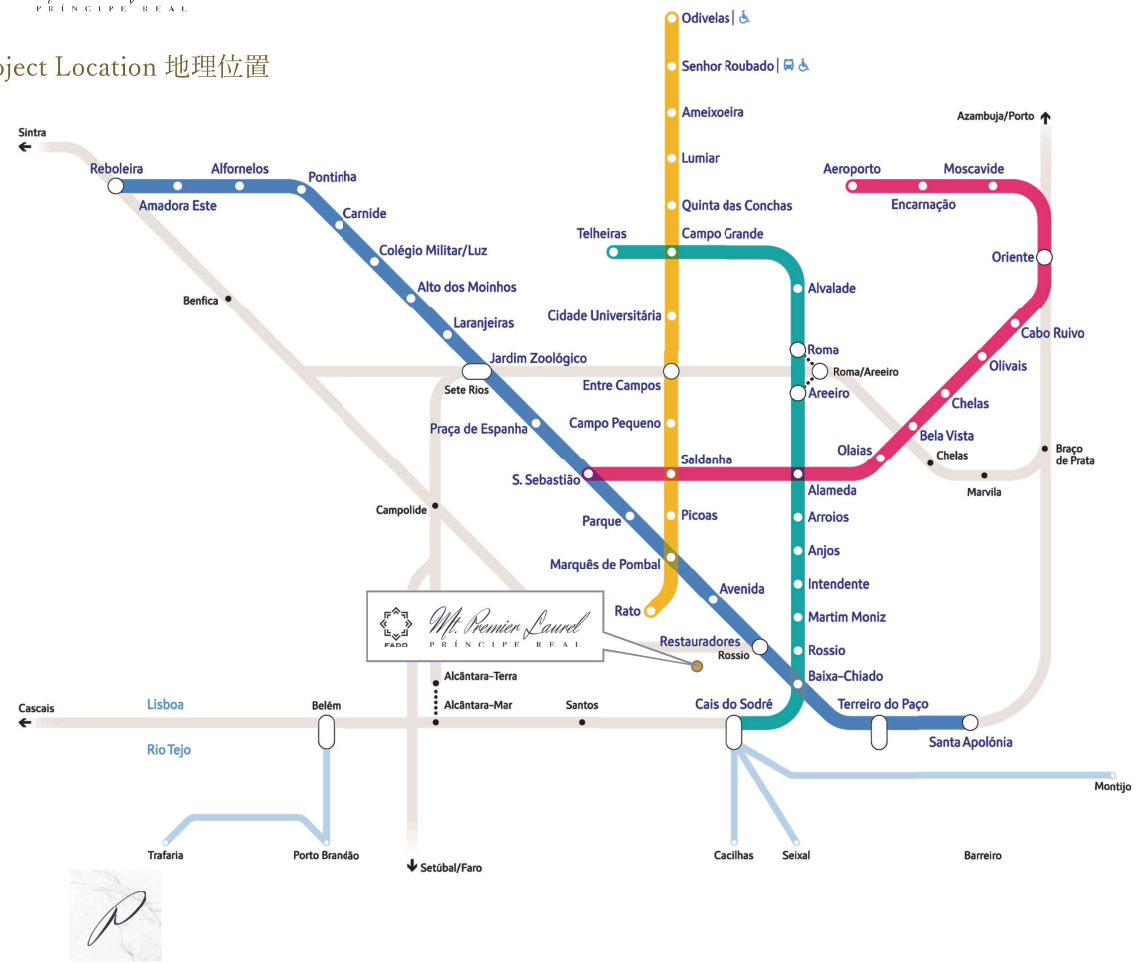 PRÍNCIPE REAL
oject Location 地理位置
Odivelas
Senhor Roubado
Ameixoeira
Azambuja/Porto
Sintra
Lumiar
Reboleira
Alfornelos
Pontinha
Aeroporto
Moscavide
Amadora Este
Encarnação
Quinta das Conchas
Carnide
Telheiras
Campo Grande
Colégio Militar/Luz
Oriente
Alto dos Moinhos
Alvalade
Benfica
Laranjeiras
Cidade Universitária
Cabo Ruivo
Jardim Zoológico
Roma
Olivais
Sete Rios
Entre Campos
Roma/Areeiro
Areeiro
Chelas
Praça de Espanha
Campo Pequeno
Bela Vista
Olaias
Chelas
Braço
de Prata
S. Sebastião
Saldanha
Alameda
Marvila
Campolide
Parque
Picoas
Arroios
Anjos
Marquês de Pombal
Avenida
Intendente
Rato
Martim Moniz
FARO
Mt. Premier Laurel
PRÍNCIPE REAL
Restauradores
Rossio
Rossio
Alcântara-Terra
Baixa-Chiado
Cascais
Lisboa
Belém
Alcântara-Mar
Santos
Cais do Sodré
Terreiro do Paço
Rio Tejo
Santa Apolónia
Montijo
Trafaria
Porto Brandão
Setúbal/Faro
Cacilhas
Seixal
Barreiro
P